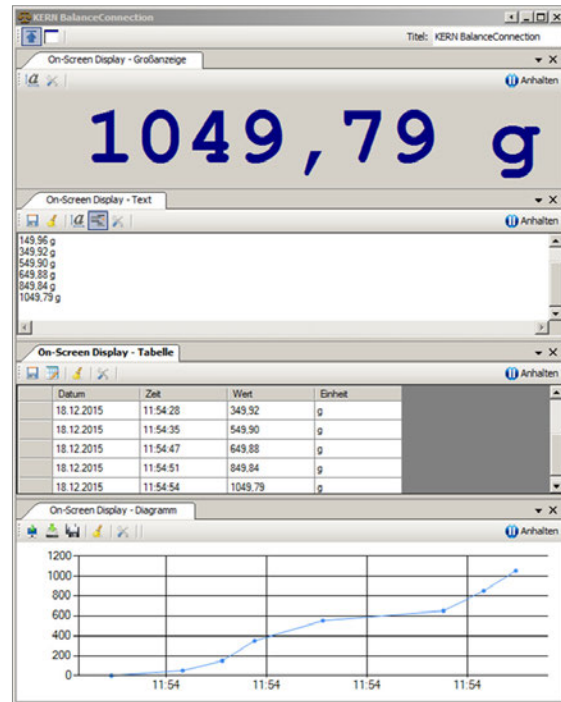 KERN BalanceConnection
Titel: KERN BalanceConnection
On-Screen Display - Großanzeige
Anhalten
1049,79 g
On-Screen Display - Text
Anhalten
149,96 g
349,92 g
549,90 g
649,88 g
849,84 g
1049,79 g
On-Screen Display - Tabelle
Anhalten
Datum Zeit Wert Einheit
18.12.2015 11:54:28 349,92 g
18.12.2015 11:54:35 549,90 g
18.12.2015 11:54:47 649,88 g
18.12.2015 11:54:51 849,84 g
18.12.2015 11:54:54 1049,79 g
On-Screen Display - Diagramm
Anhalten
1200
1000
800
600
400
200
0
11:54 11:54 11:54 11:54